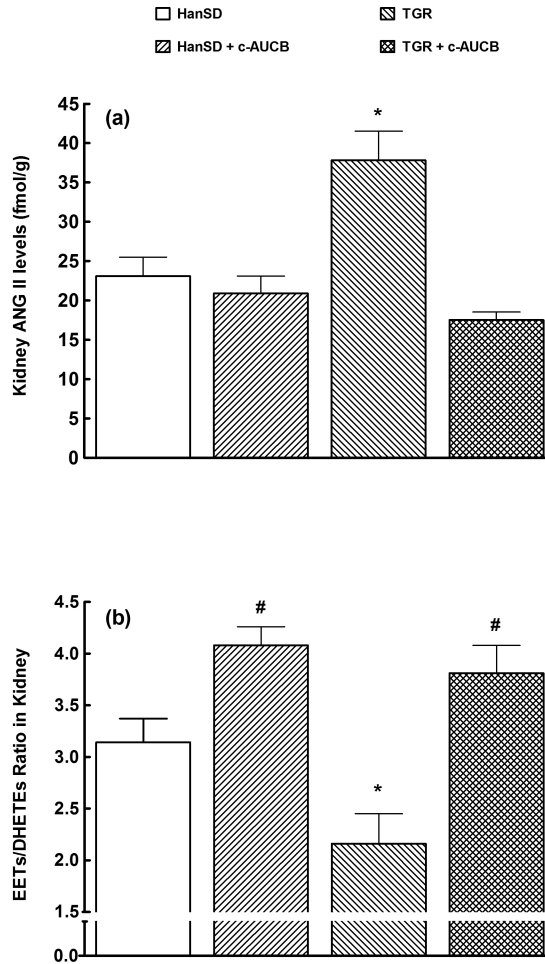 HanSD
TGR
HanSD + c-AUCB
TGR + c-AUCB
(a)
Kidney ANG II levels (fmol/g)
45
40
35
30
25
20
15
10
5
0
*
(b)
EETs/DHETEs Ratio in Kidney
4.5
4.0
3.5
3.0
2.5
2.0
1.5
0.0
#
*
#